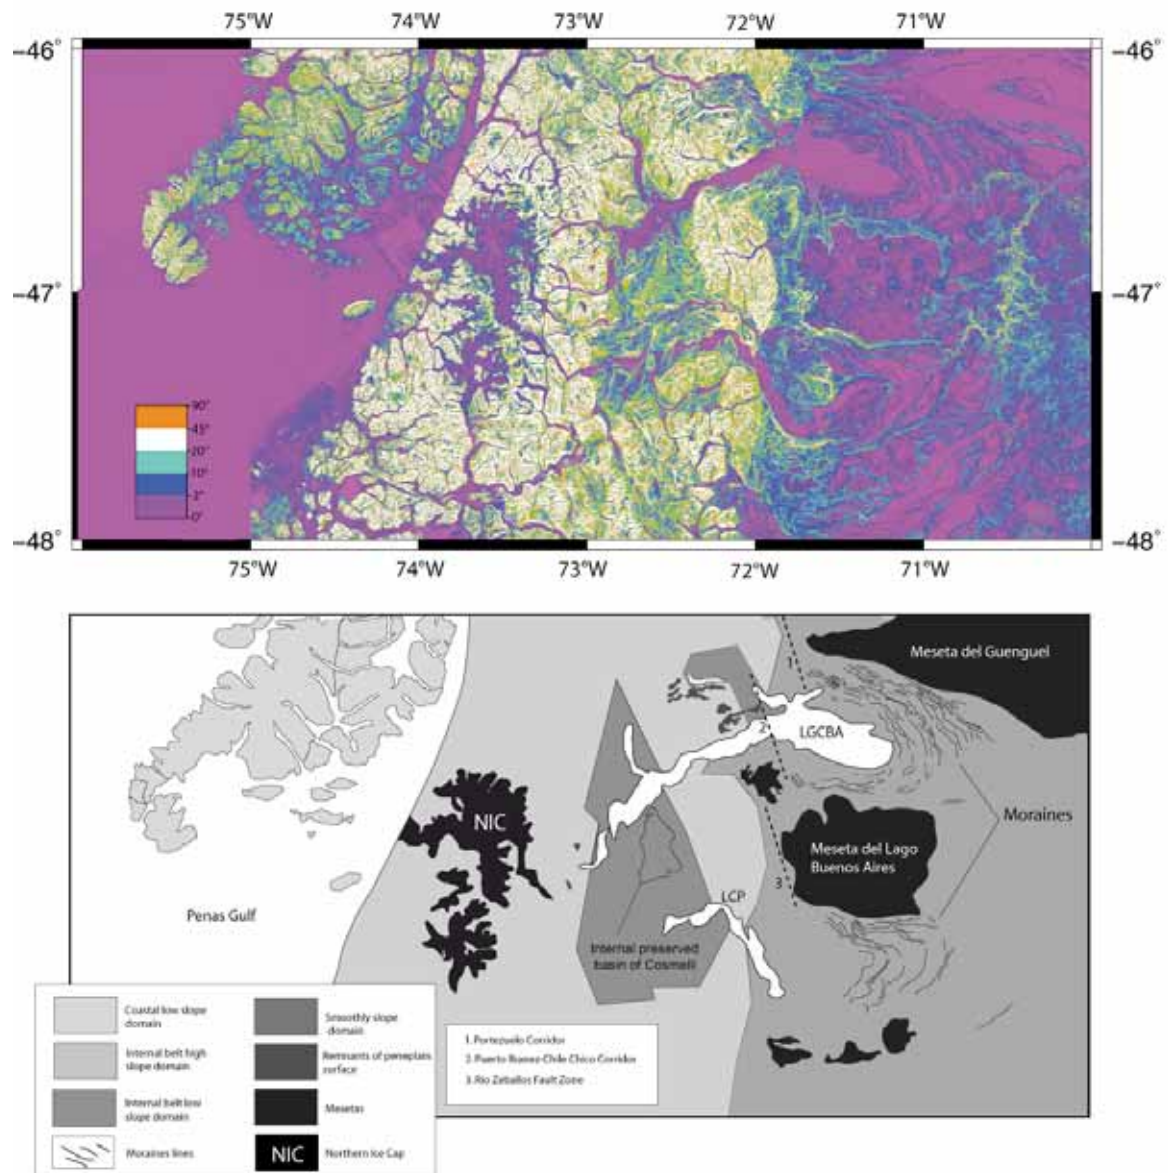 75°W 74°W 73°W 72°W 71°W
−46° −46°
−47° −47°
90°
45°
20°
10°
3°
0°
−48° −48°
75°W 74°W 73°W 72°W 71°W
Meseta del Guenguel
1
2
LGCBA
NIC
Moraines
Meseta del Lago
Buenos Aires
3
LCP
Penas Gulf
Internal preserved
basin of Cosmelli
Coastal low slope
domain
Smoothly slope
domain
Internal belt high
slope domain
Remnants of peneplain
surface
Internal belt low
slope domain
Mesetas
Moraines lines
NIC Northern Ice Cap
1. Portezuelo Corridor
2. Puerto Ibanez-Chile Chico Corridor
3. Rio Zeballos Fault Zone